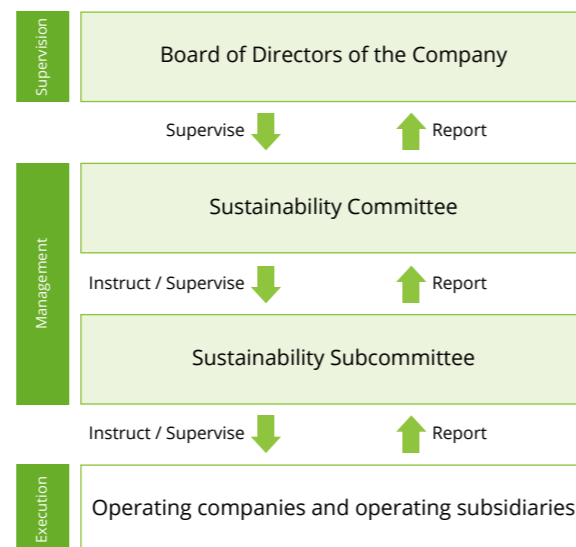 Supervision
Board of Directors of the Company
Supervise
Report
Management
Sustainability Committee
Instruct / Supervise
Report
Sustainability Subcommittee
Instruct / Supervise
Report
Execution
Operating companies and operating subsidiaries